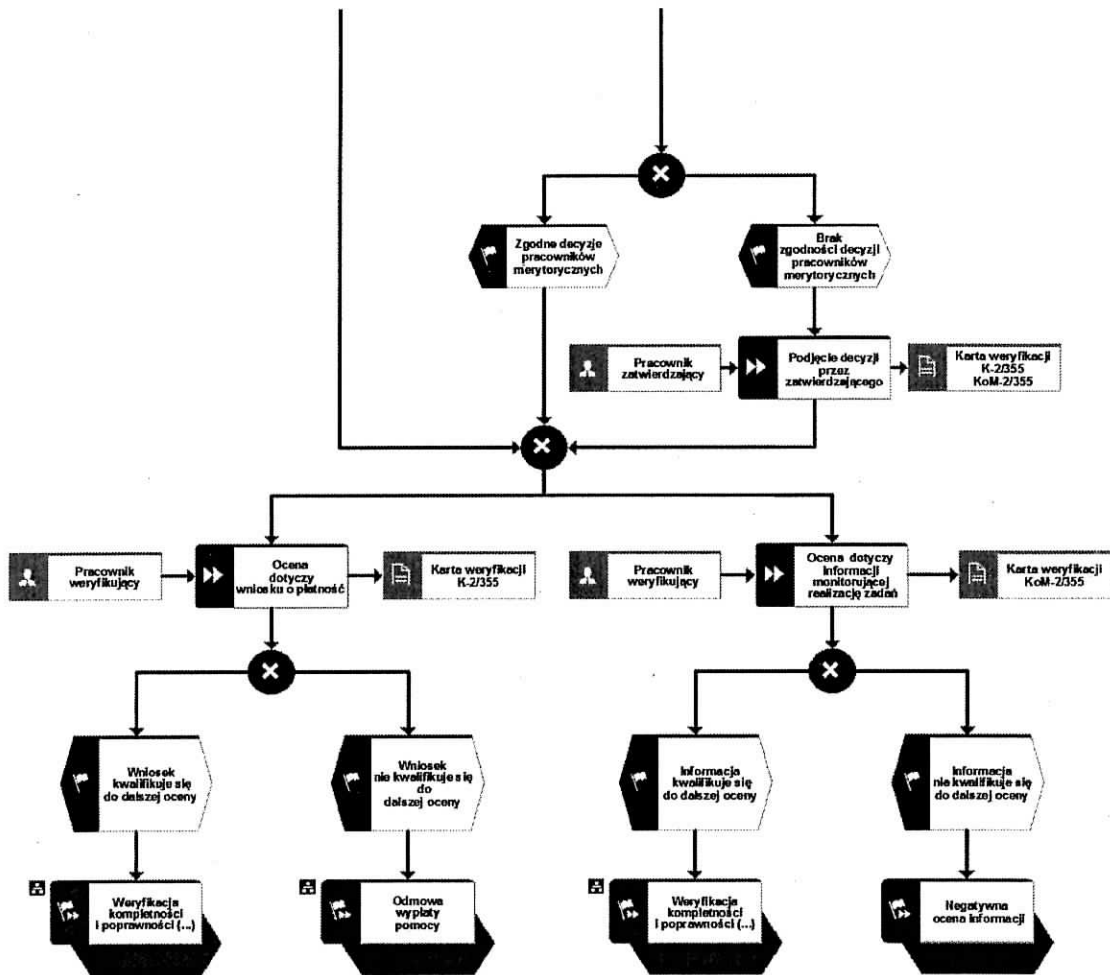 Zgodne decyzje
pracowników
merytorycznych
Brak
zgodności decyzji
pracowników
merytorycznych
Pracownik
zatwierdzający
Podjęcie decyzji
przez
zatwierdzającego
Karta weryfikacji
K-2/355
KoM-2/355
Pracownik
weryfikujący
Ocena
dotyczy
wniosku o płatność
Karta weryfikacji
K-2/355
Pracownik
weryfikujący
Ocena dotyczy
informacji
monitorującej
realizację zadań
Karta weryfikacji
KoM-2/355
Wniosek
kwalifikuje się
do dalszej oceny
Wniosek
nie kwalifikuje się
do
dalszej oceny
Informacja
kwalifikuje się
do dalszej oceny
Informacja
nie kwalifikuje się
do dalszej oceny
Weryfikacja
kompletności
i poprawności (...)
Odmowa
wypłaty
pomocy
Weryfikacja
kompletności
i poprawności (...)
Negatywna
ocena informacji